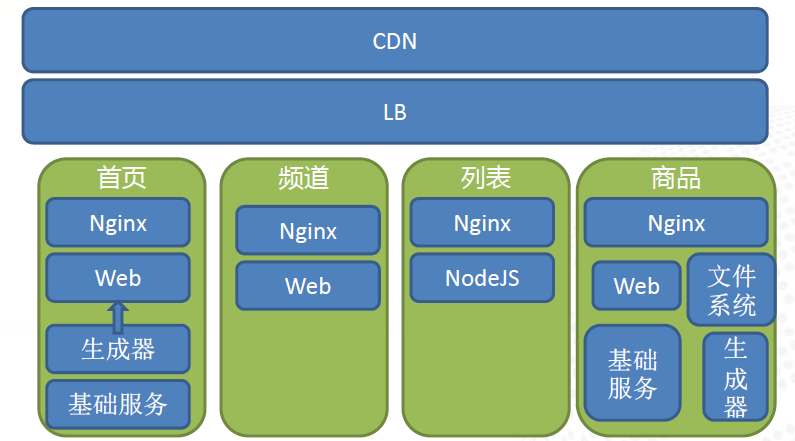 CDN
LB
首页
Nginx
Web
生成器
基础服务
频道
Nginx
Web
列表
Nginx
NodeJS
商品
Nginx
Web
文件
系统
基础
服务
生
成
器